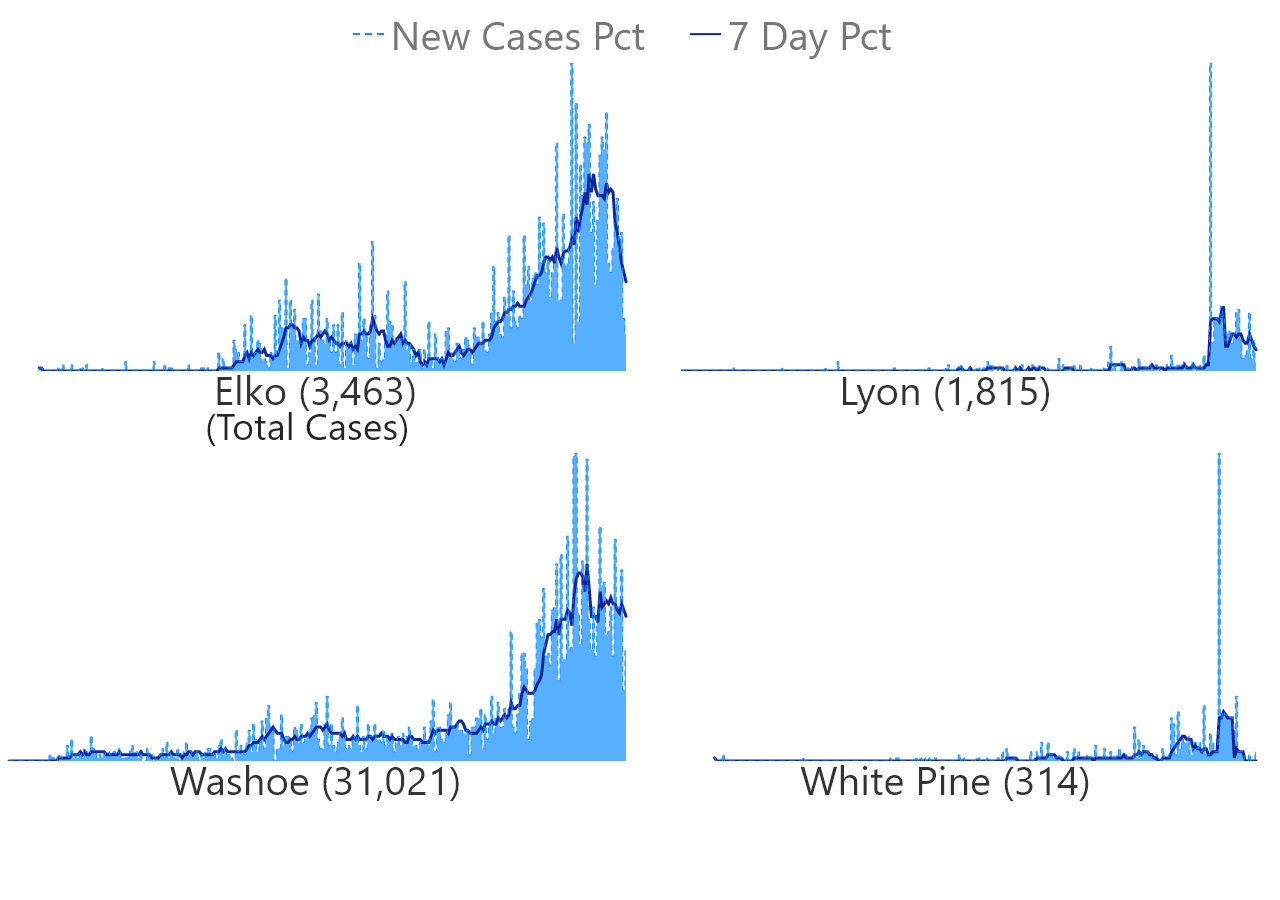 New Cases Pct 7 Day Pct
Elko (3,463)
(Total Cases)
Lyon (1,815)
Washoe (31,021)
White Pine (314)